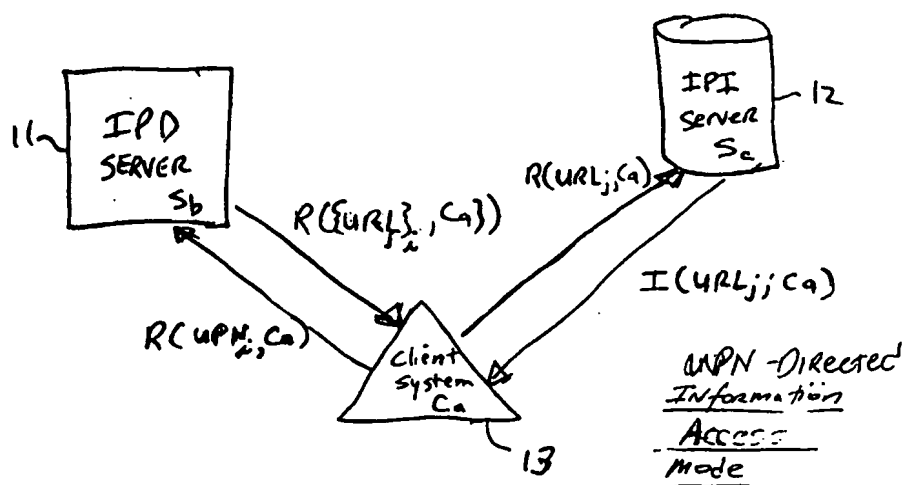 11
IPD
SERVER
Sb
IPI
server
Sc
12
R({URLj}i, Ca})
R(URLj, Ca)
R(UPNi, Ca)
I(URLj; Ca)
Client
System
Ca
13
UPN-Directed
Information
Access
mode